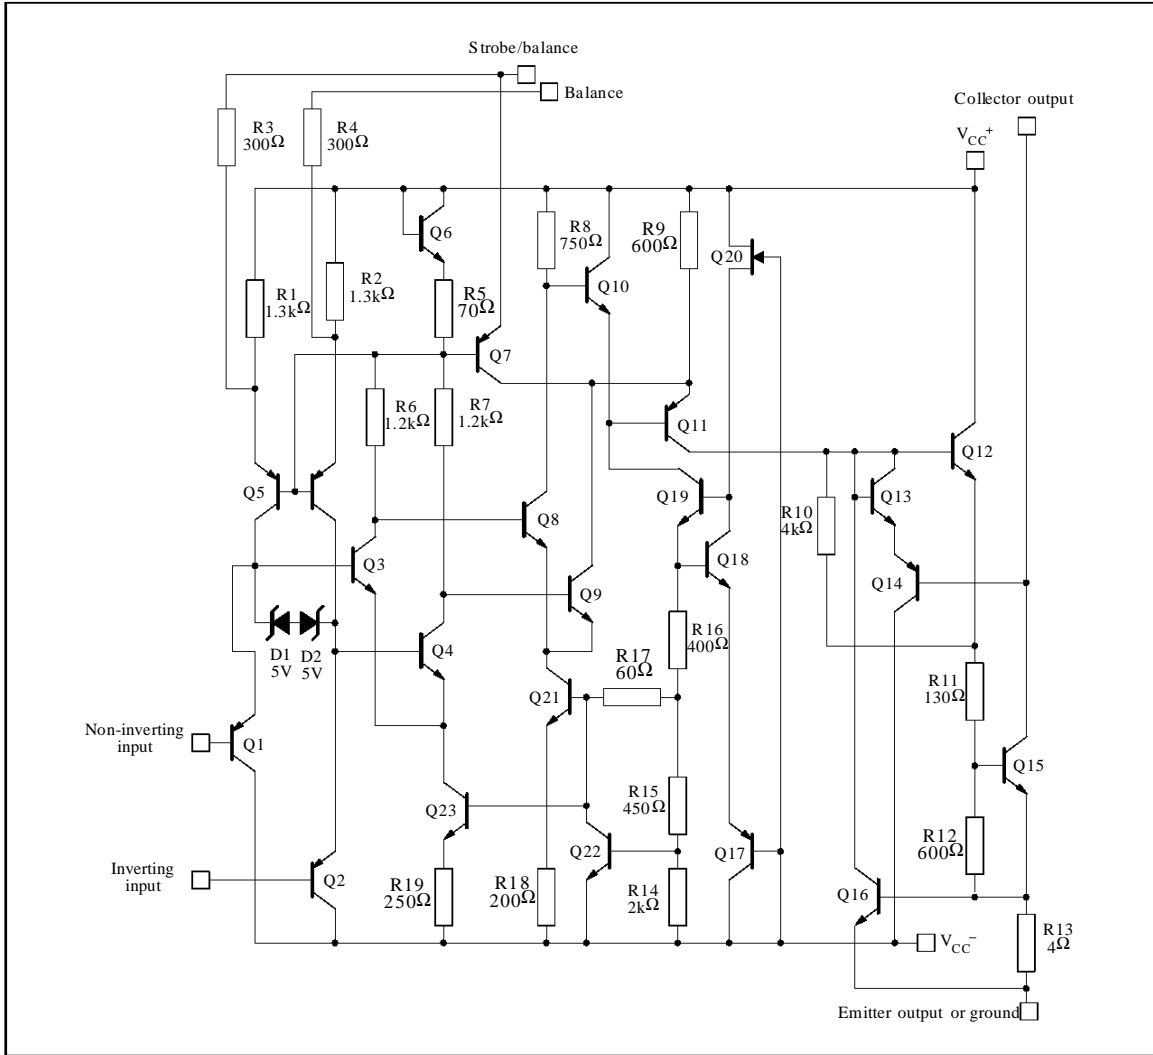 Strobe/balance
Balance
Collector output
R3
300Ω
R4
300Ω
V_CC+
Q6
R8
750Ω
R9
600Ω
Q20
R1
1.3kΩ
R2
1.3kΩ
R5
70Ω
Q10
Q7
R6
1.2kΩ
R7
1.2kΩ
Q11
Q12
Q5
Q19
Q13
R10
4kΩ
Q8
Q18
Q3
Q14
Q9
R16
400Ω
D1
5V
D2
5V
Q4
R17
60Ω
R11
130Ω
Q21
Non-inverting
input
Q1
Q15
Q23
R15
450Ω
R12
600Ω
Q22
Q17
Inverting
input
Q2
R19
250Ω
R18
200Ω
R14
2kΩ
Q16
V_CC−
R13
4Ω
Emitter output or ground